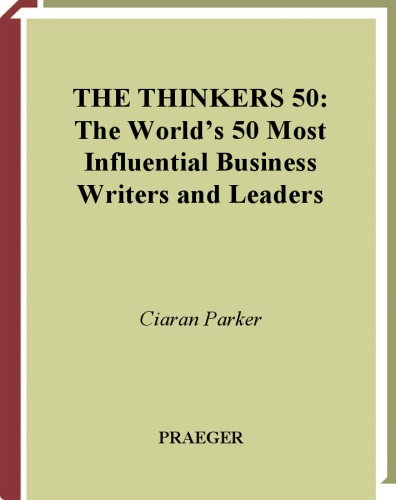 THE THINKERS 50:
The World’s 50 Most
Influential Business
Writers and Leaders
Ciaran Parker
PRAEGER